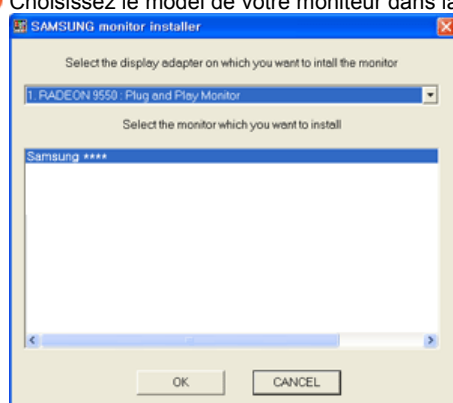 Choisissez le model de votre moniteur dans la
SAMSUNG monitor installer
Select the display adapter on which you want to intall the monitor
1. RADEON 9550 : Plug and Play Monitor
Select the monitor which you want to install
Samsung ****
OK
CANCEL